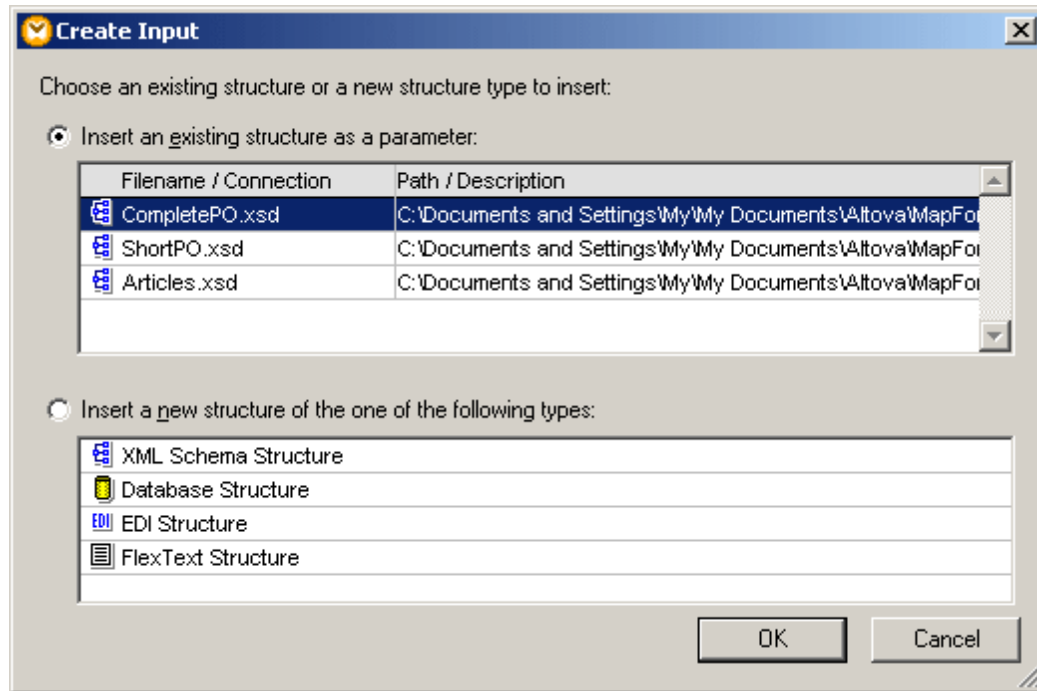 Create Input
Choose an existing structure or a new structure type to insert:
Insert an existing structure as a parameter:
Filename / Connection Path / Description
CompletePO.xsd C:\Documents and Settings\My\My Documents\Altova\MapFor
ShortPO.xsd C:\Documents and Settings\My\My Documents\Altova\MapFor
Articles.xsd C:\Documents and Settings\My\My Documents\Altova\MapFor
Insert a new structure of the one of the following types:
XML Schema Structure
Database Structure
EDI EDI Structure
FlexText Structure
OK Cancel